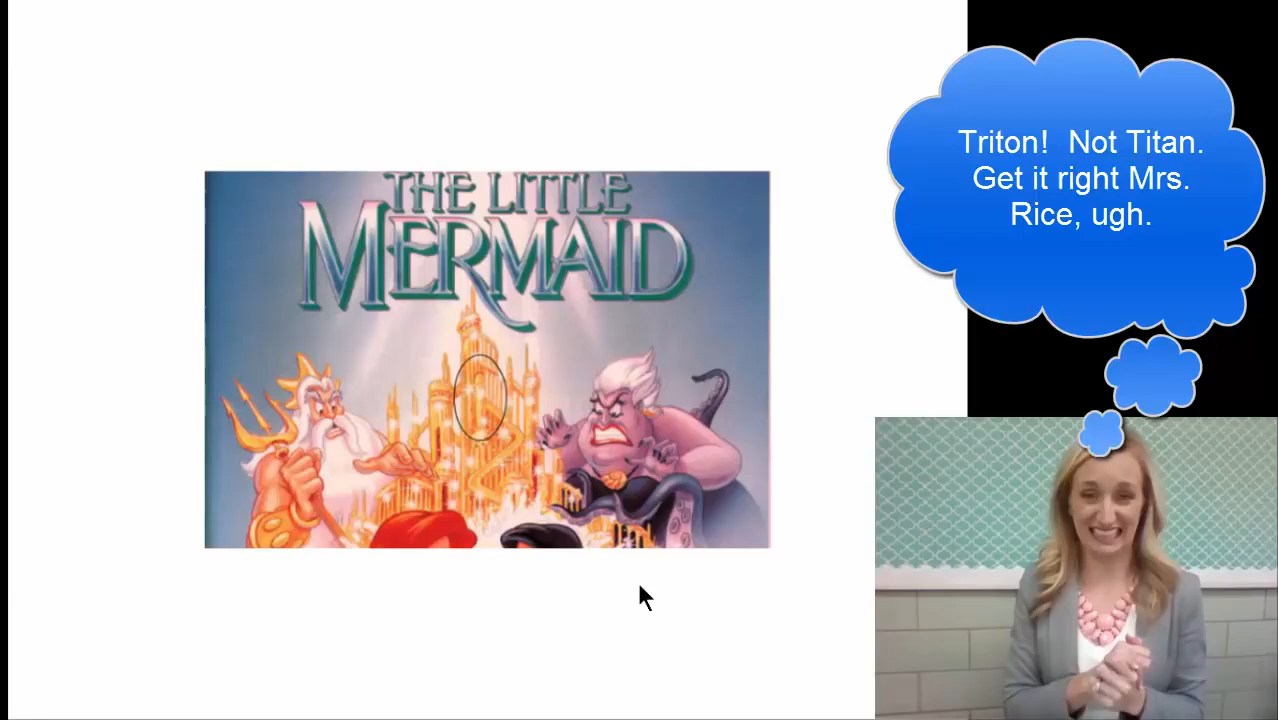 THE LITTLE
MERMAID
Triton!  Not Titan.
Get it right Mrs.
Rice, ugh.